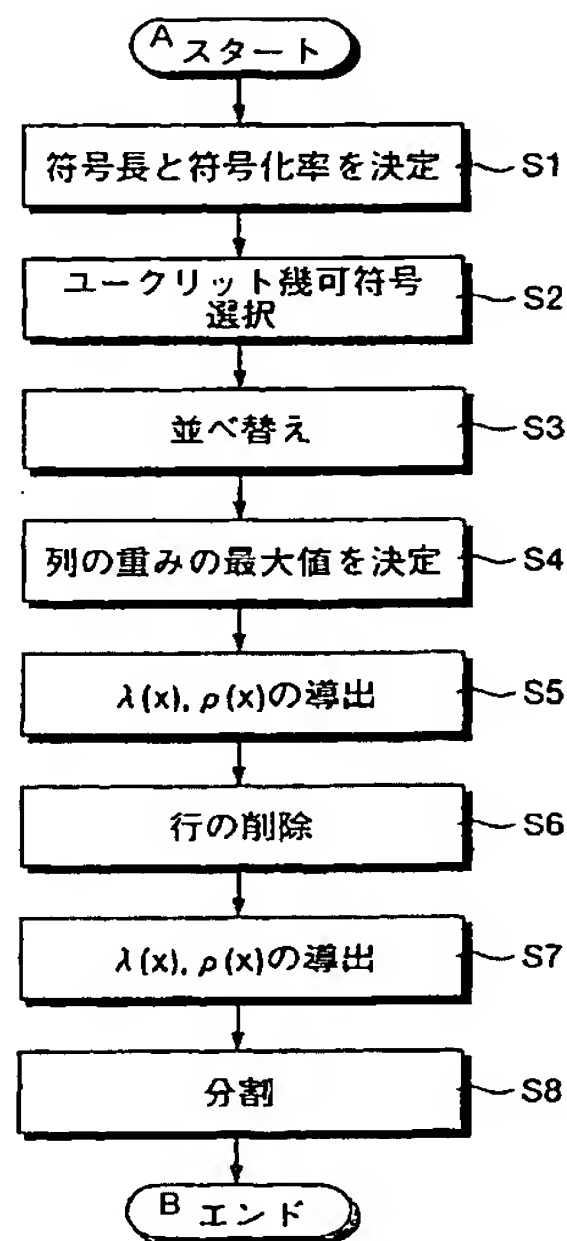 A スタート
符号長と符号化率を決定 S1
ユークリット幾可符号
選択 S2
並べ替え S3
列の重みの最大値を決定 S4
λ(x), ρ(x)の導出 S5
行の削除 S6
λ(x), ρ(x)の導出 S7
分割 S8
B エンド